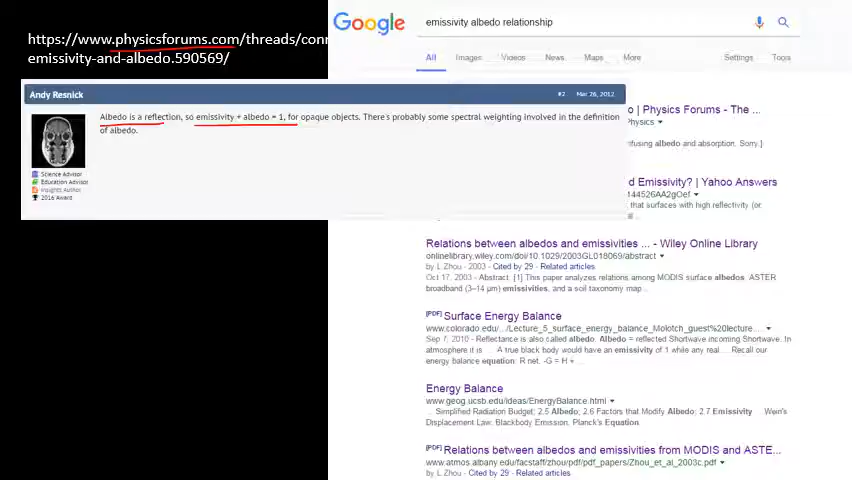 https://www.physicsforums.com/threads/conn
emissivity-and-albedo.590569/
Andy Resnick
#2
Mar 26, 2012
Albedo is a reflection, so emissivity + albedo = 1, for opaque objects. There's probably some spectral weighting involved in the definition
of albedo.
Science Advisor
Education Advisor
Insights Author
2016 Award
Google
emissivity albedo relationship
All Images Videos News Maps More Settings Tools
o | Physics Forums - The ...
Physics
nfusing albedo and absorption. Sorry.]
d Emissivity? | Yahoo Answers
144526AA2gOef
that surfaces with high reflectivity (or
Relations between albedos and emissivities ... - Wiley Online Library
onlinelibrary.wiley.com/doi/10.1029/2003GL018069/abstract
by L Zhou - 2003 - Cited by 29 - Related articles
Oct 17, 2003 - Abstract. [1] This paper analyzes relations among MODIS surface albedos, ASTER
broadband (3–14 μm) emissivities, and a soil taxonomy map...
[PDF] Surface Energy Balance
www.colorado.edu/.../Lecture_5_surface_energy_balance_Molotch_guest%20lecture...
Sep 7, 2010 - Reflectance is also called albedo. Albedo = reflected Shortwave incoming Shortwave. In
atmosphere it is ... A true black body would have an emissivity of 1 while any real.... Recall our
energy balance equation: R net. -G = H + ...
Energy Balance
www.geog.ucsb.edu/ideas/EnergyBalance.html
... Simplified Radiation Budget; 2.5 Albedo; 2.6 Factors that Modify Albedo; 2.7 Emissivity ... Wein's
Displacement Law. Blackbody Emission. Planck's Equation.
[PDF] Relations between albedos and emissivities from MODIS and ASTE...
www.atmos.albany.edu/facstaff/zhou/pdf/pdf_papers/Zhou_et_al_2003c.pdf
by L Zhou - Cited by 29 - Related articles